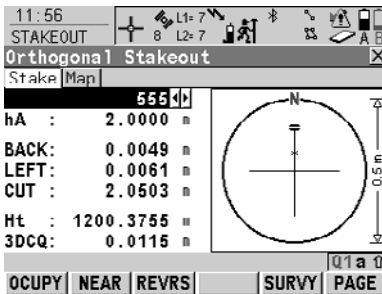 11:56
STAKEOUT
8
L1= 7
L2= 7
A B
Orthogonal Stakeout
X
Stake Map
555
hA : 2.0000 m
BACK: 0.0049 m
LEFT: 0.0061 m
CUT : 2.0503 m
Ht : 1200.3755 m
3DCQ: 0.0115 m
N
0.5 m
Q1a
OCUPY NEAR REVRS SURVY PAGE